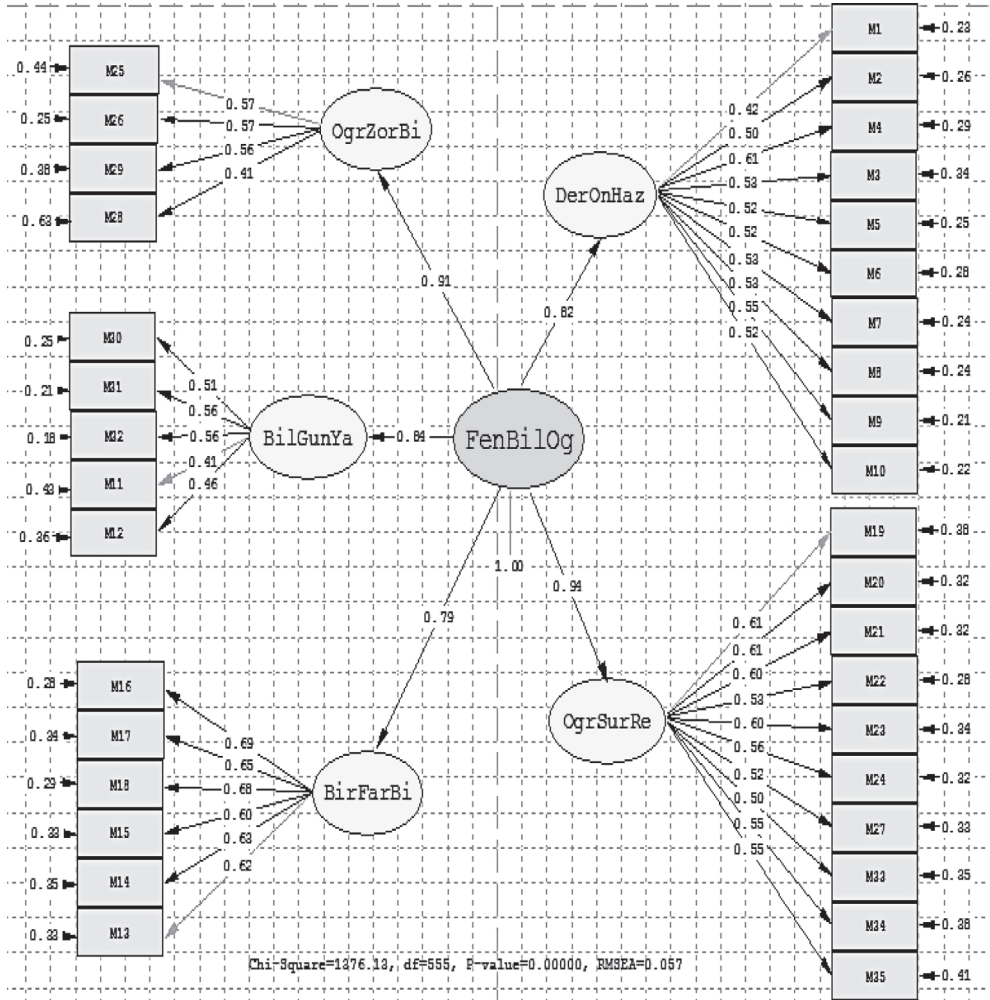 M1
0.23
M2
0.26
M4
0.29
M3
0.34
M5
0.25
M6
0.28
M7
0.24
M8
0.24
M9
0.21
M10
0.22
0.42
0.50
0.61
0.53
0.52
0.52
0.53
0.53
0.55
0.52
DerOnHaz
0.44
M25
0.25
M26
0.38
M29
0.63
M28
0.57
0.57
0.56
0.41
OgrZorBi
0.91
0.82
0.25
M30
0.21
M31
0.18
M32
0.43
M11
0.36
M12
0.51
0.56
0.56
0.41
0.46
BilGunYa
0.84
FenBilOg
1.00
0.79
0.94
M19
0.38
M20
0.32
M21
0.32
M22
0.28
M23
0.34
M24
0.32
M27
0.33
M33
0.35
M34
0.38
M35
0.41
0.61
0.61
0.60
0.53
0.60
0.56
0.52
0.50
0.55
0.55
OgrSurRe
0.28
M16
0.34
M17
0.29
M18
0.33
M15
0.35
M14
0.33
M13
0.69
0.65
0.68
0.60
0.63
0.62
BirFarBi
Chi-Square=1376.13, df=555, P-value=0.00000, RMSEA=0.057